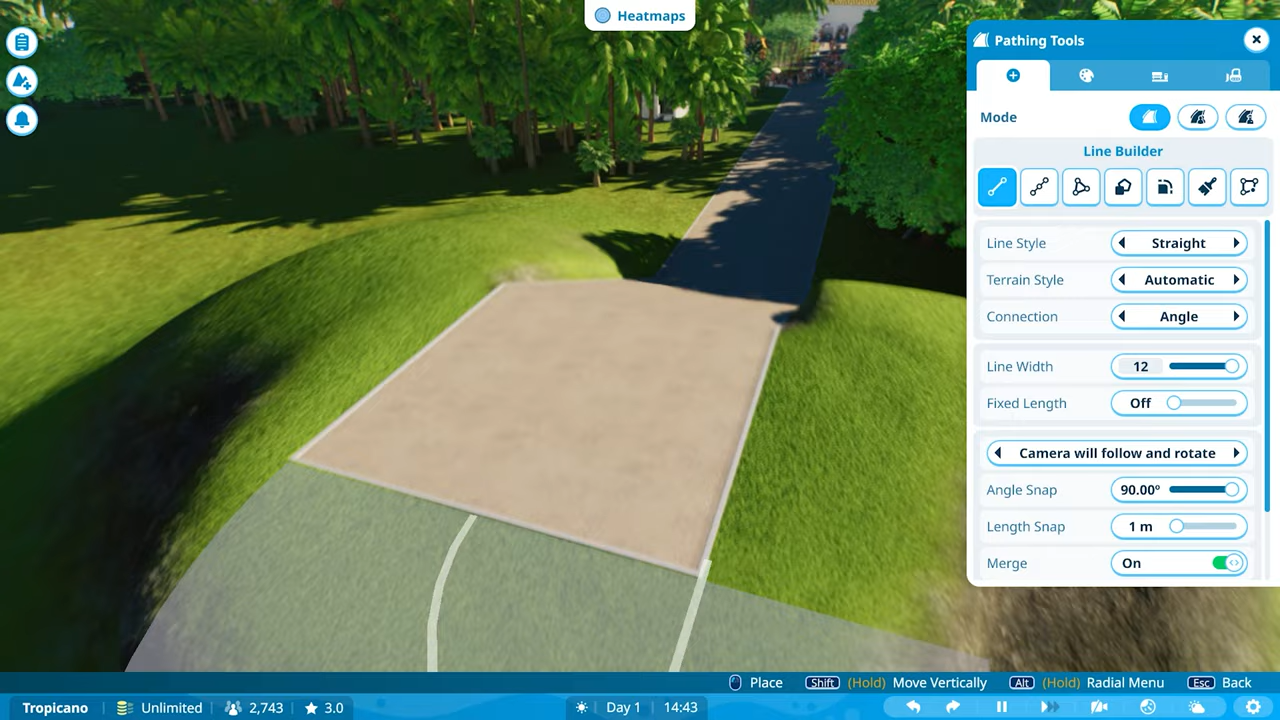 Heatmaps
Pathing Tools
Mode
Line Builder
Line Style Straight
Terrain Style Automatic
Connection Angle
Line Width 12
Fixed Length Off
Camera will follow and rotate
Angle Snap 90.00°
Length Snap 1 m
Merge On
Place Shift (Hold) Move Vertically Alt (Hold) Radial Menu Esc Back
Tropicano Unlimited 2,743 3.0 Day 1 14:43